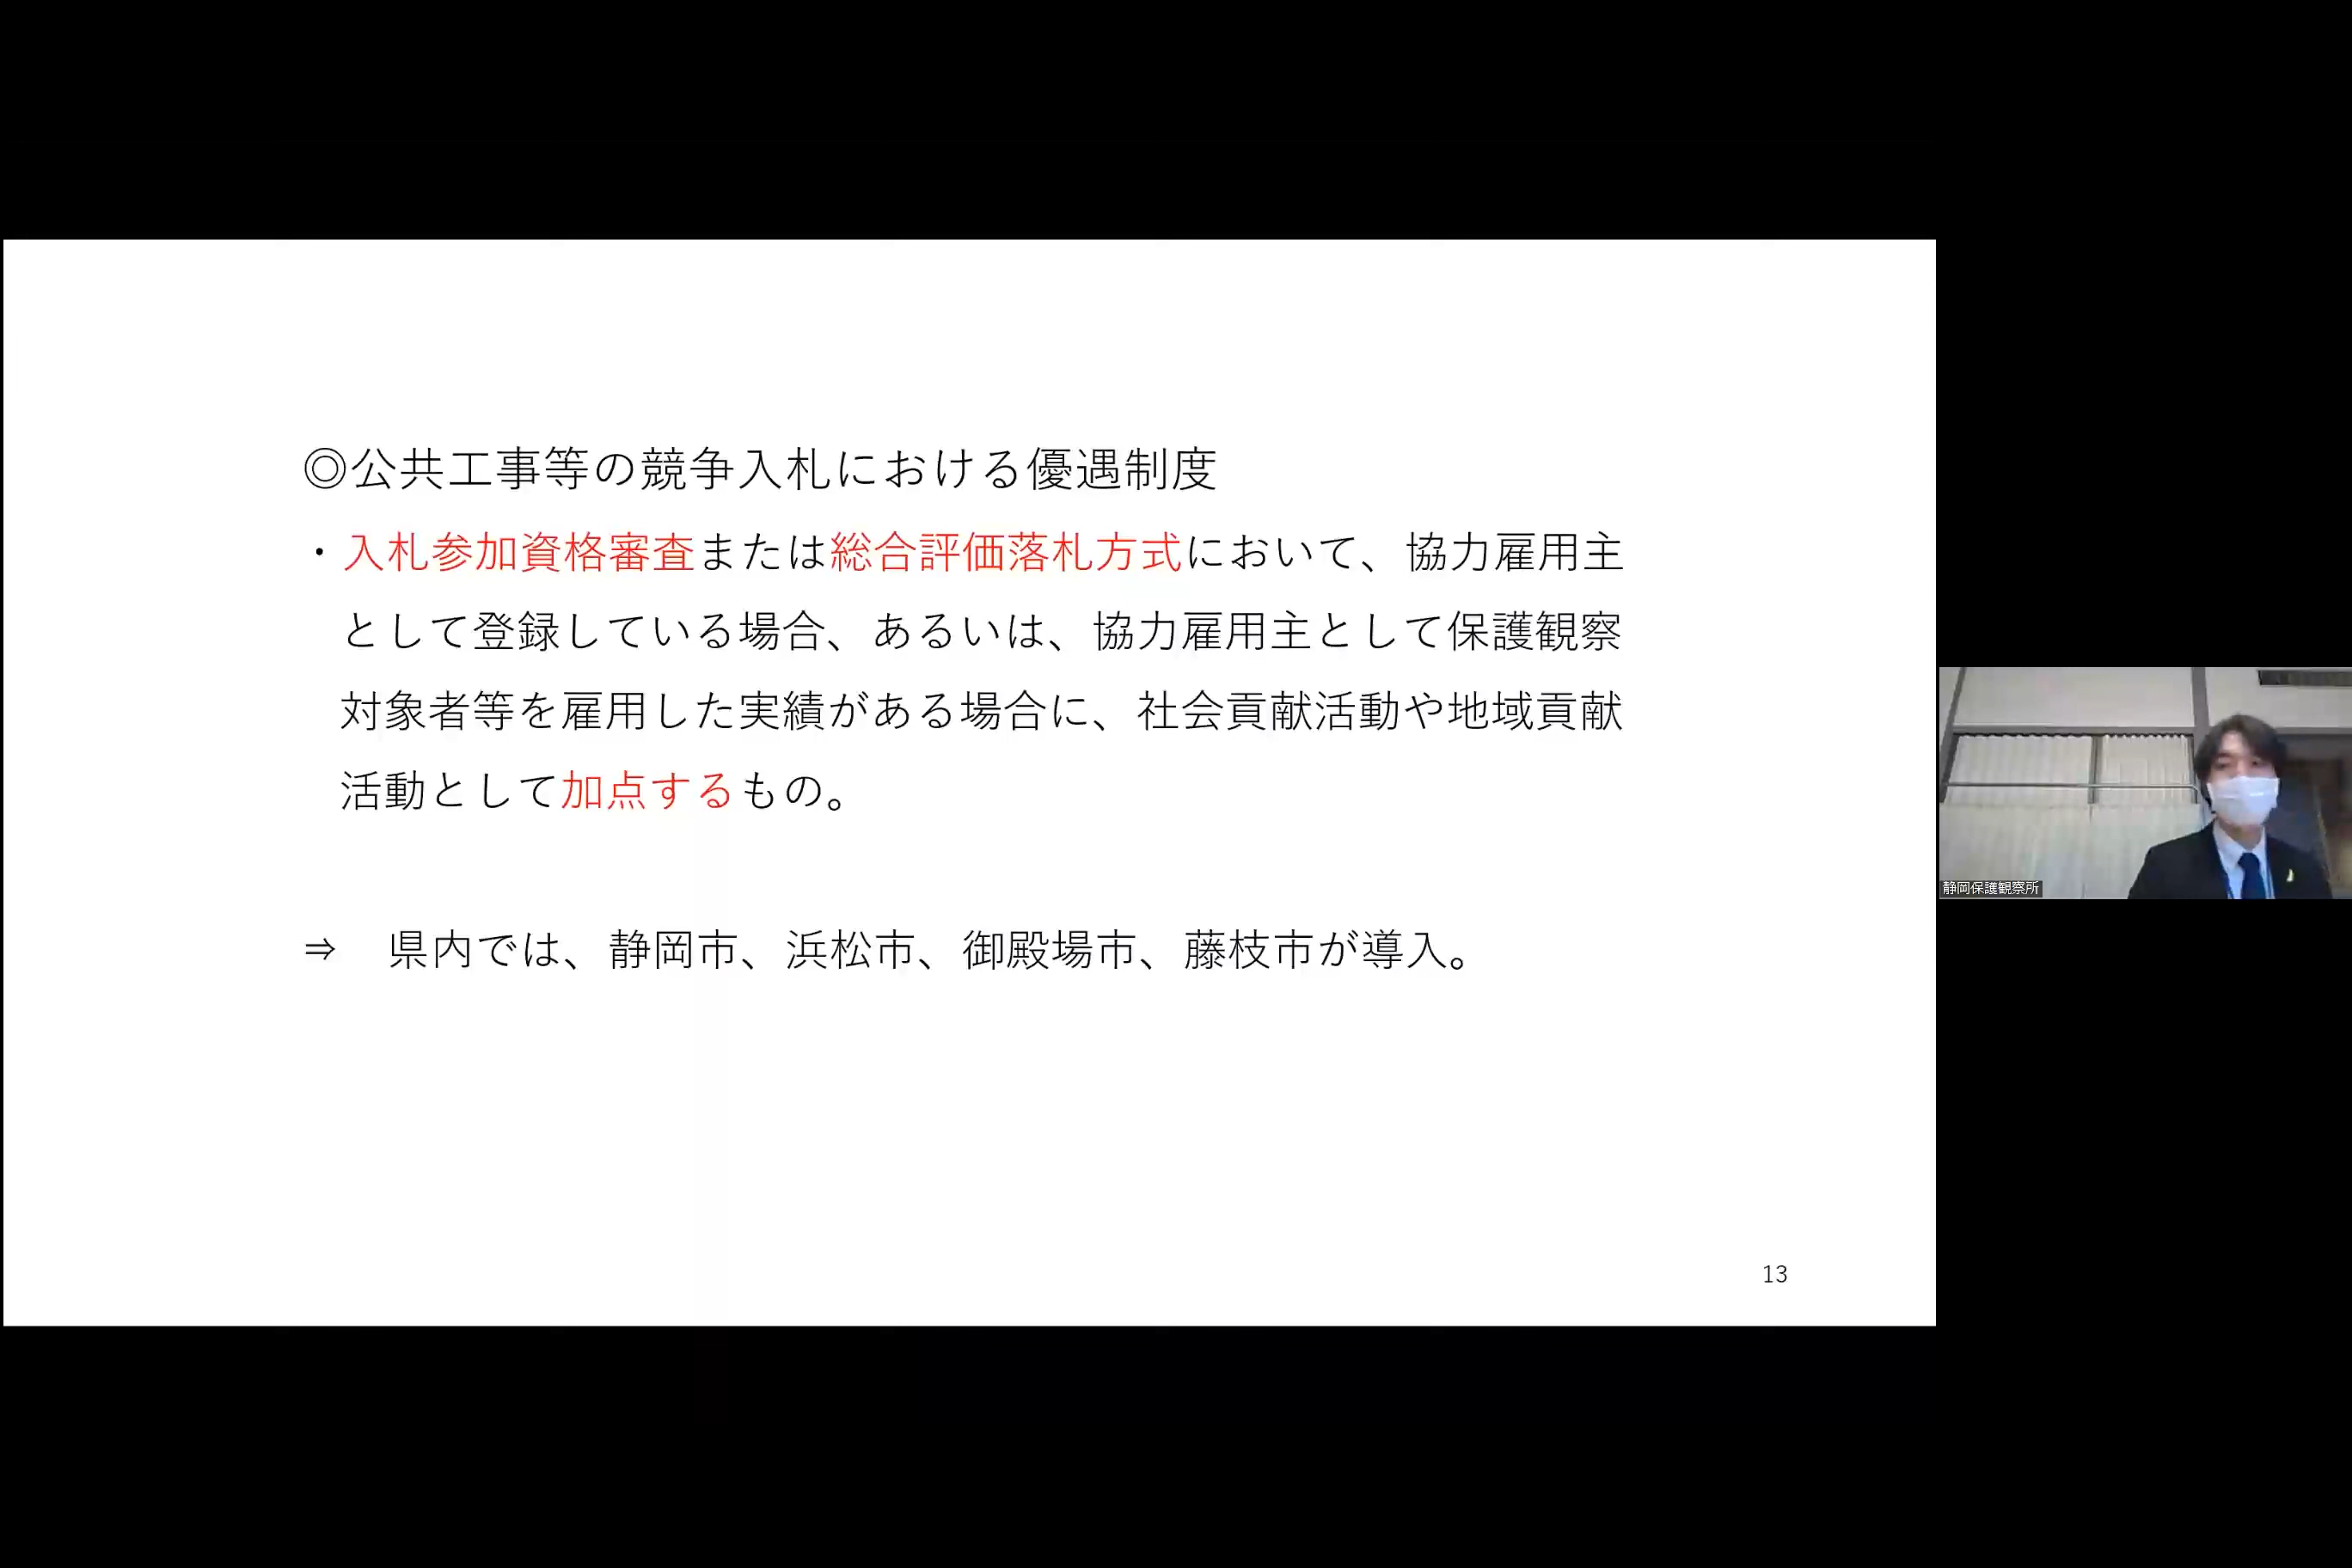 ◎公共工事等の競争入札における優遇制度
・入札参加資格審査または総合評価落札方式において、協力雇用主
として登録している場合、あるいは、協力雇用主として保護観察
対象者等を雇用した実績がある場合に、社会貢献活動や地域貢献
活動として加点するもの。
⇒　県内では、静岡市、浜松市、御殿場市、藤枝市が導入。
13
静岡保護観察所